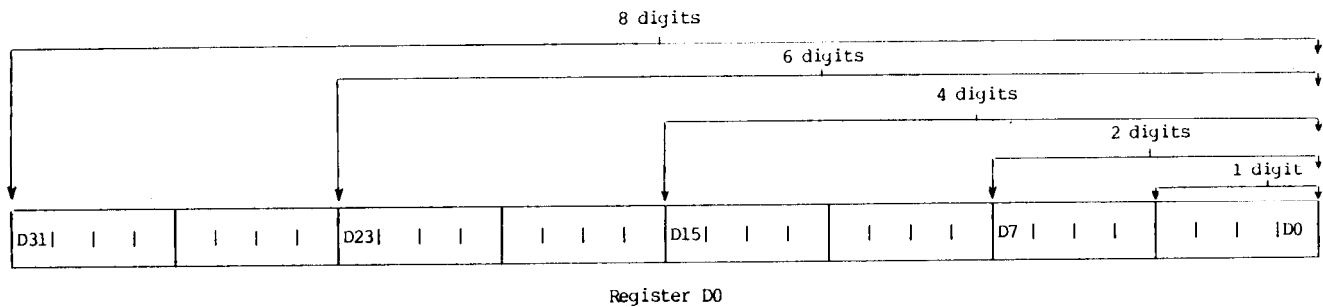 8 digits
6 digits
4 digits
2 digits
1 digit
D31 D23 D15 D7 D0
Register D0